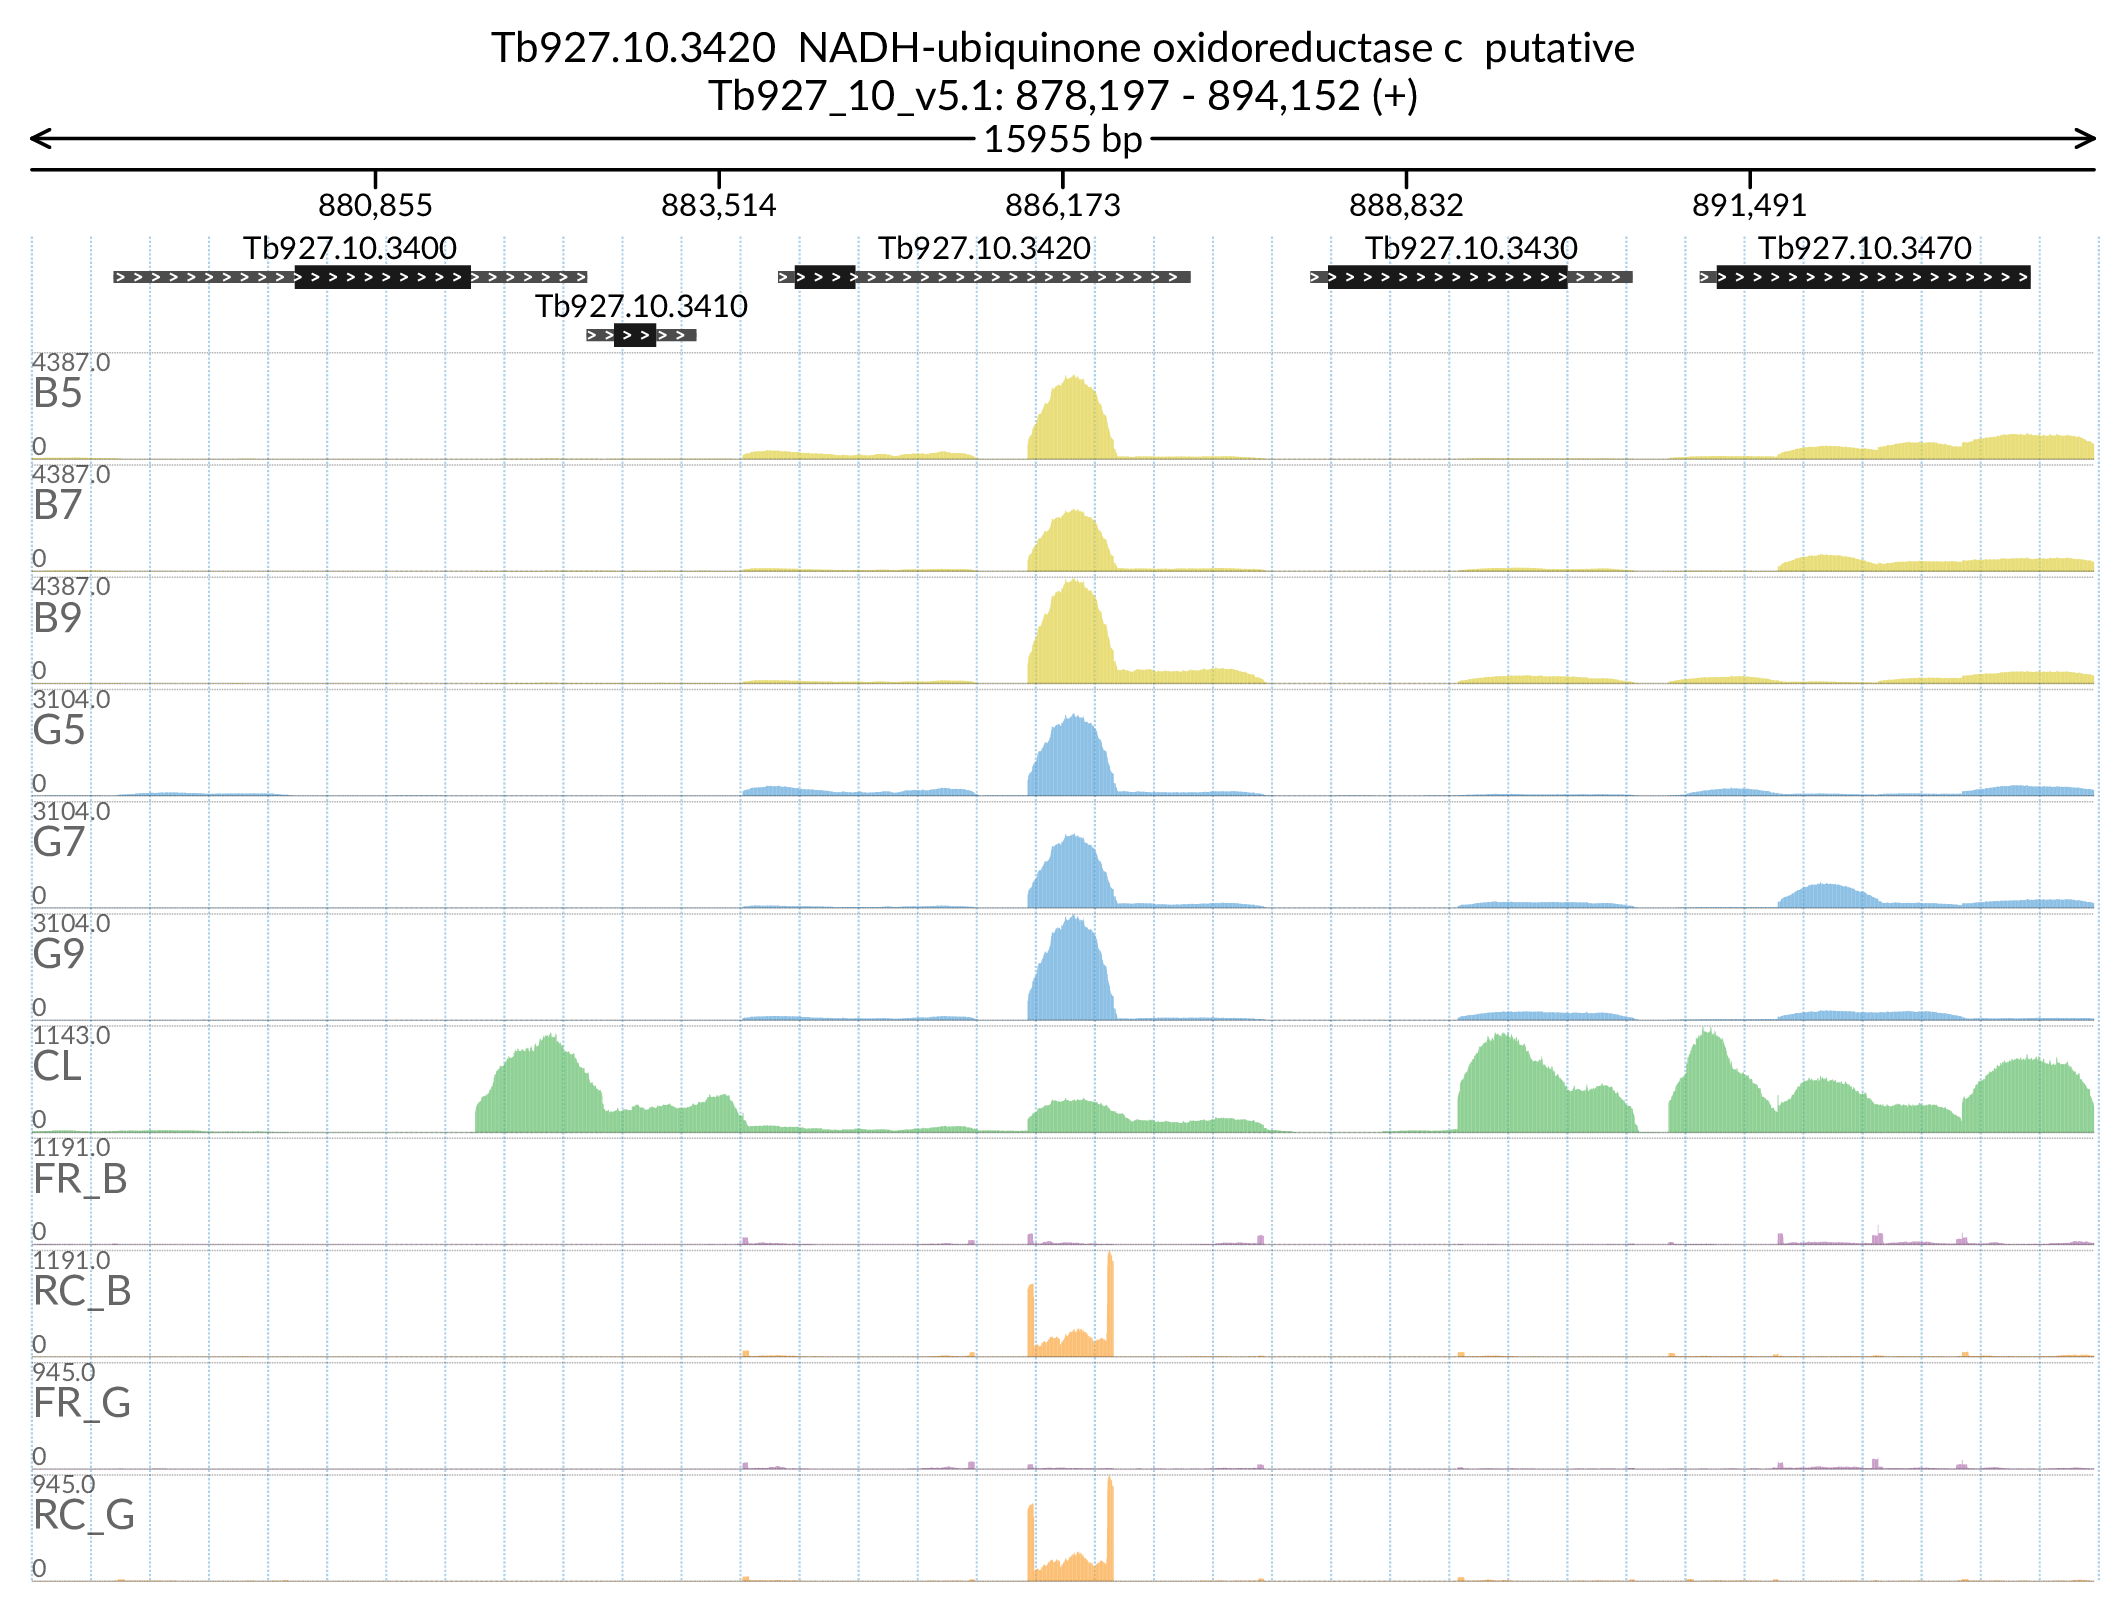 Tb927.10.3420 NADH-ubiquinone oxidoreductase c putative
Tb927_10_v5.1: 878,197 - 894,152 (+)
15955 bp
880,855 883,514 886,173 888,832 891,491
Tb927.10.3400 Tb927.10.3420 Tb927.10.3430 Tb927.10.3470
Tb927.10.3410
4387.0
B5
0
4387.0
B7
0
4387.0
B9
0
3104.0
G5
0
3104.0
G7
0
3104.0
G9
0
1143.0
CL
0
1191.0
FR_B
0
1191.0
RC_B
0
945.0
FR_G
0
945.0
RC_G
0